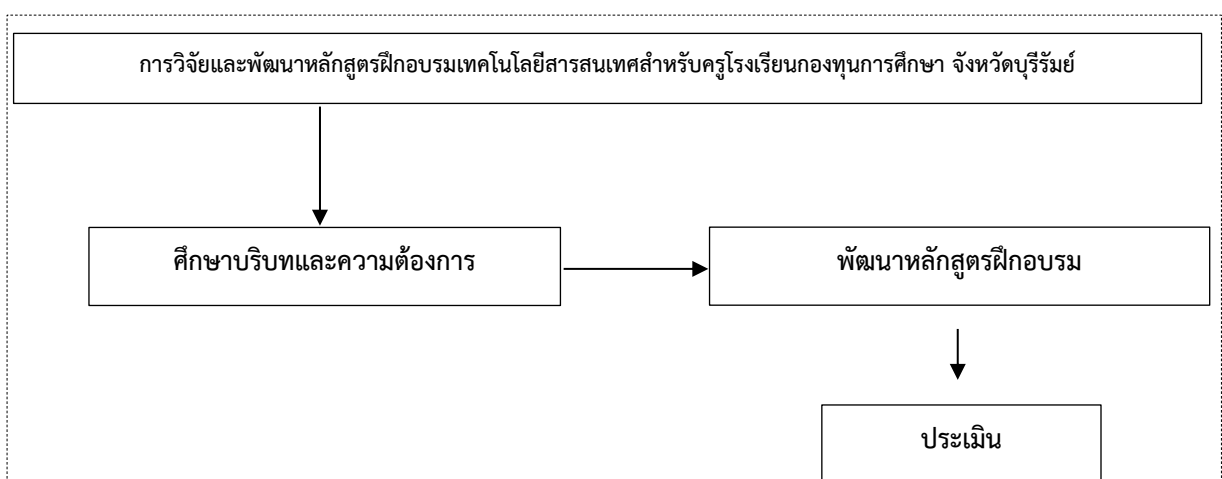 การวิจัยและพัฒนาหลักสูตรฝึกอบรมเทคโนโลยีสารสนเทศสำหรับครูโรงเรียนกองทุนการศึกษา จังหวัดบุรีรัมย์
ศึกษาบริบทและความต้องการ
พัฒนาหลักสูตรฝึกอบรม
ประเมิน